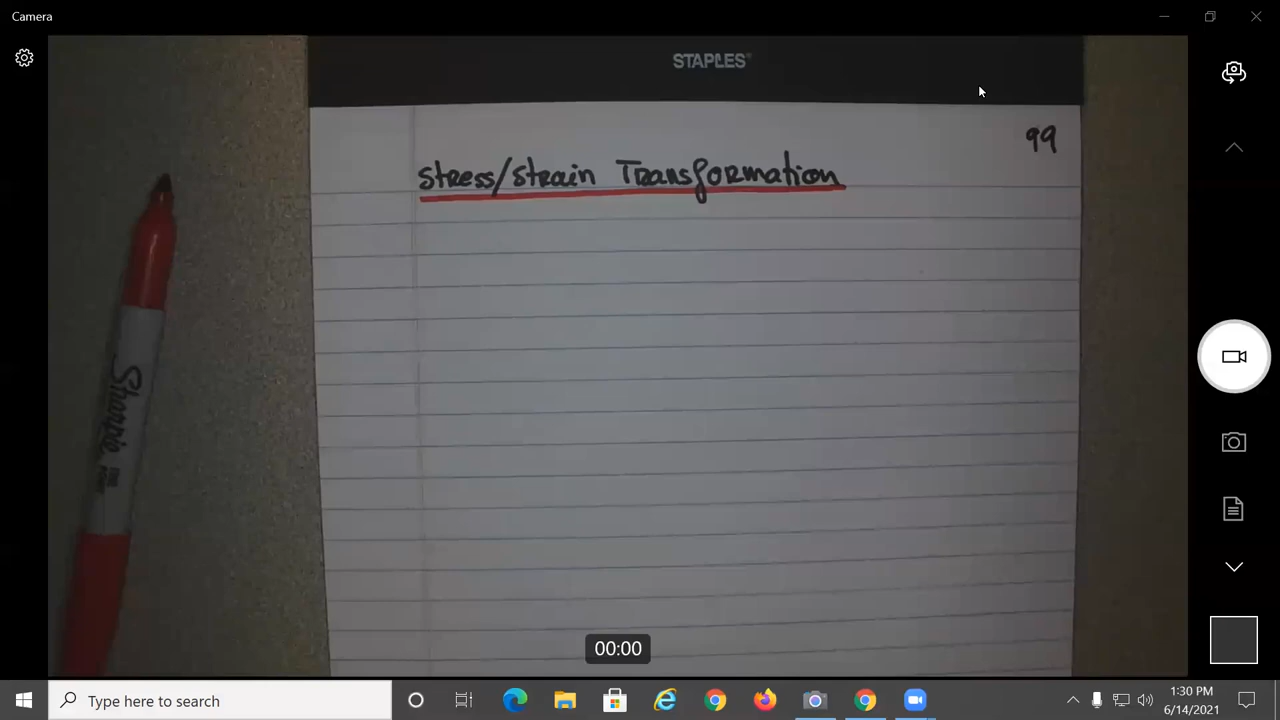 Camera
STAPLES
99
Stress/Strain Transformation
Sharpie
00:00
Type here to search
1:30 PM
6/14/2021